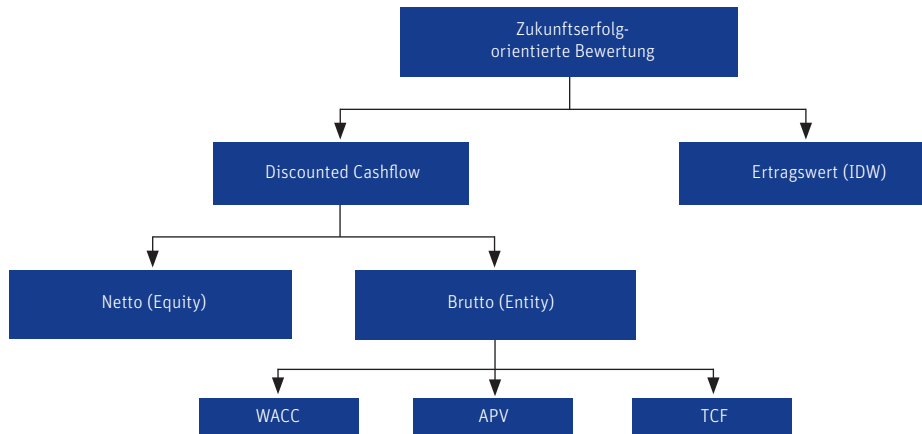 Zukunftserfolg-
orientierte Bewertung
Discounted Cashflow
Ertragswert (IDW)
Netto (Equity)
Brutto (Entity)
WACC
APV
TCF